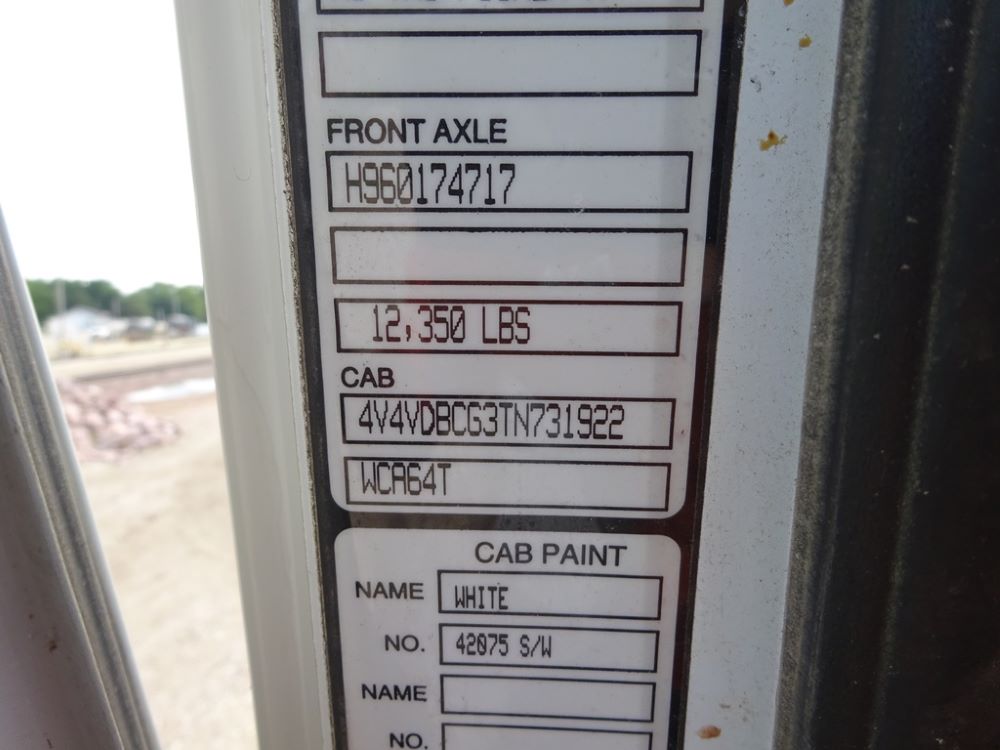 FRONT AXLE
H960174717
12,350 LBS
CAB
4V4VDBCG3TN731922
WCA64T
CAB PAINT
NAME WHITE
NO. 42075 S/W
NAME
NO.